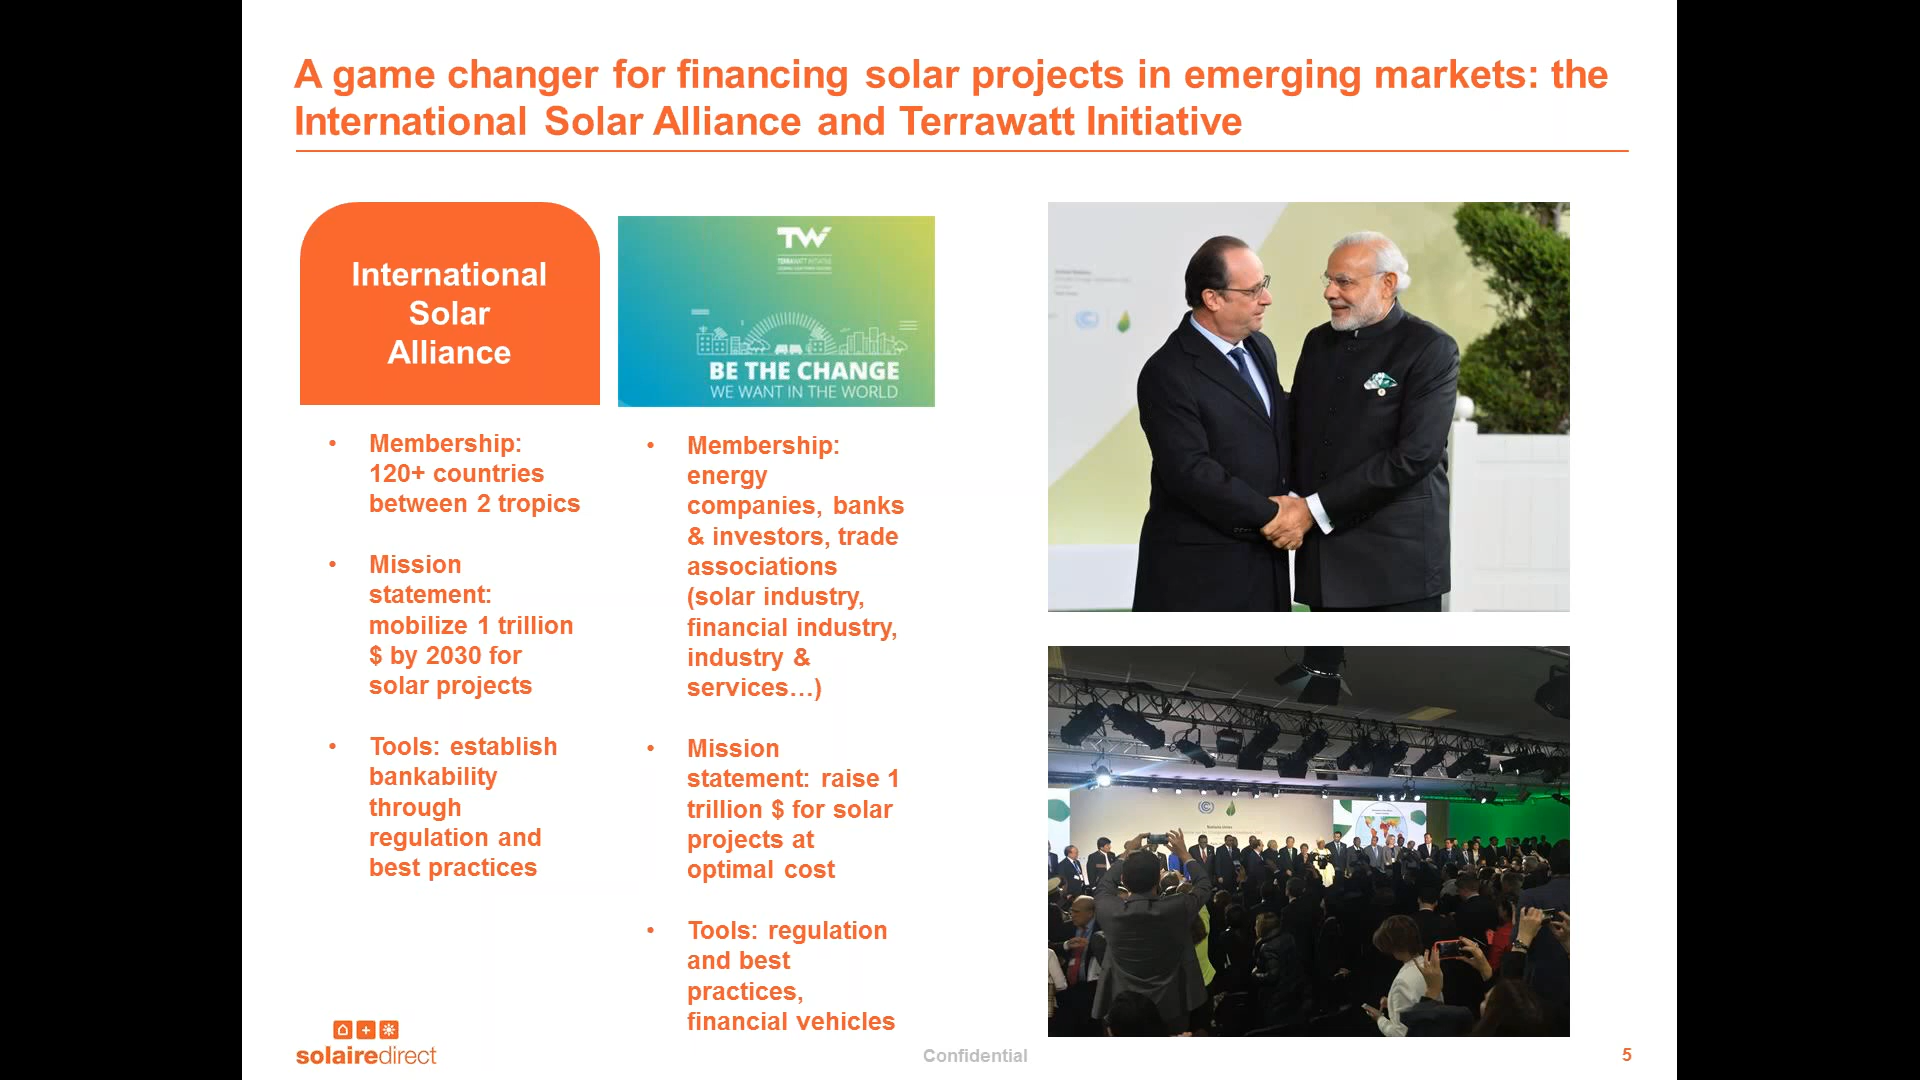 A game changer for financing solar projects in emerging markets: the
International Solar Alliance and Terrawatt Initiative
International
Solar
Alliance
• Membership:
120+ countries
between 2 tropics
• Mission
statement:
mobilize 1 trillion
$ by 2030 for
solar projects
• Tools: establish
bankability
through
regulation and
best practices
TW
TERRAWATT INITIATIVE
BE THE CHANGE
WE WANT IN THE WORLD
• Membership:
energy
companies, banks
& investors, trade
associations
(solar industry,
financial industry,
industry &
services…)
• Mission
statement: raise 1
trillion $ for solar
projects at
optimal cost
• Tools: regulation
and best
practices,
financial vehicles
Nations Unies
solairedirect
Confidential
5